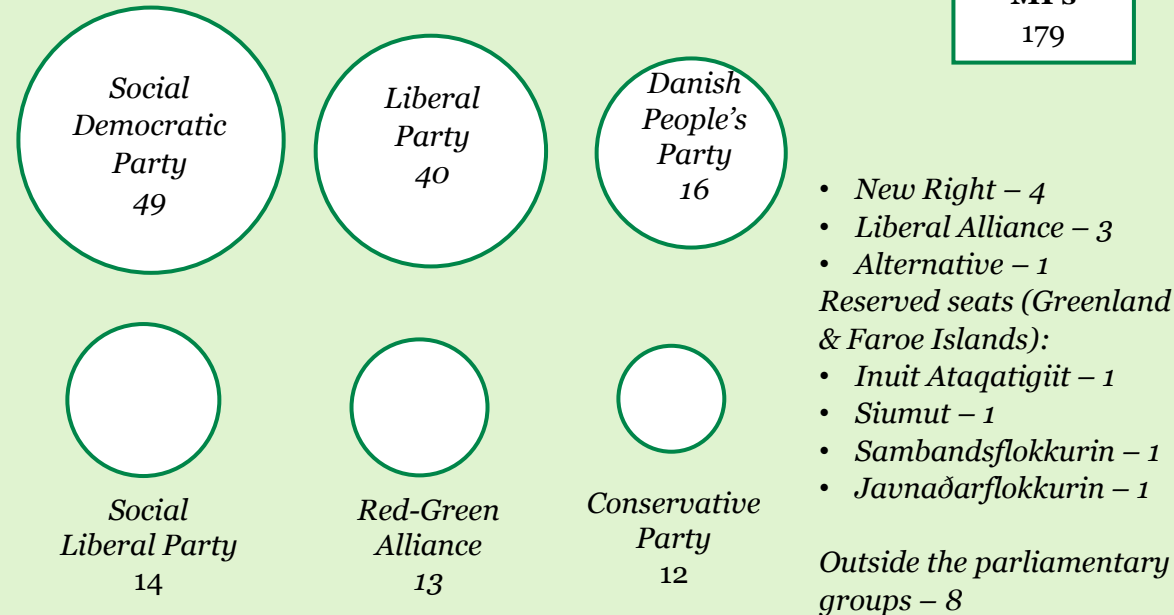 MPs
179
Social
Democratic
Party
49
Liberal
Party
40
Danish
People’s
Party
16
• New Right – 4
• Liberal Alliance – 3
• Alternative – 1
Reserved seats (Greenland
& Faroe Islands):
• Inuit Ataqatigiit – 1
• Siumut – 1
• Sambandsflokkurin – 1
• Javnaðarflokkurin – 1
Social
Liberal Party
14
Red-Green
Alliance
13
Conservative
Party
12
Outside the parliamentary
groups – 8